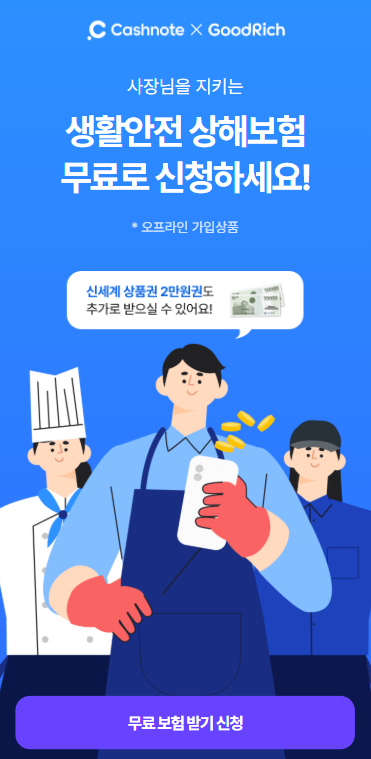 Cashnote × GoodRich
사장님을 지키는
생활안전 상해보험
무료로 신청하세요!
* 오프라인 가입상품
신세계 상품권 2만원권도
추가로 받으실 수 있어요!
무료 보험 받기 신청